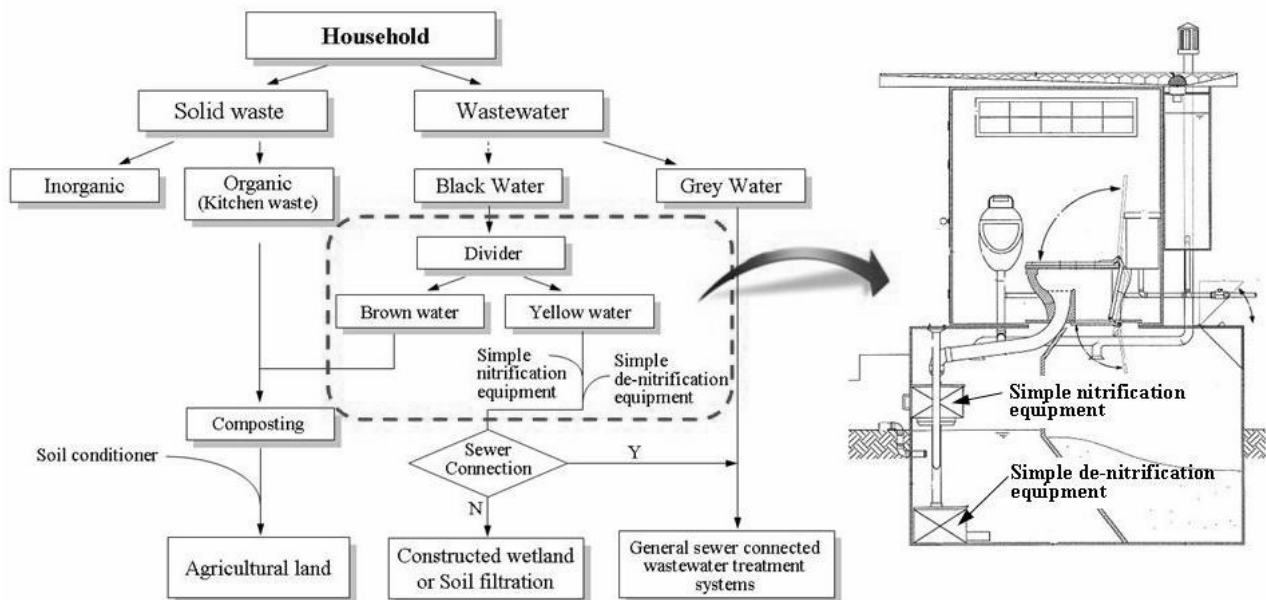 Household
Solid waste
Wastewater
Inorganic
Organic
(Kitchen waste)
Black Water
Grey Water
Divider
Brown water
Yellow water
Simple
nitrification
equipment
Simple
de-nitrification
equipment
Composting
Soil conditioner
Sewer
Connection
Y
N
Agricultural land
Constructed wetland
or Soil filtration
General sewer connected
wastewater treatment
systems
Simple nitrification
equipment
Simple de-nitrification
equipment